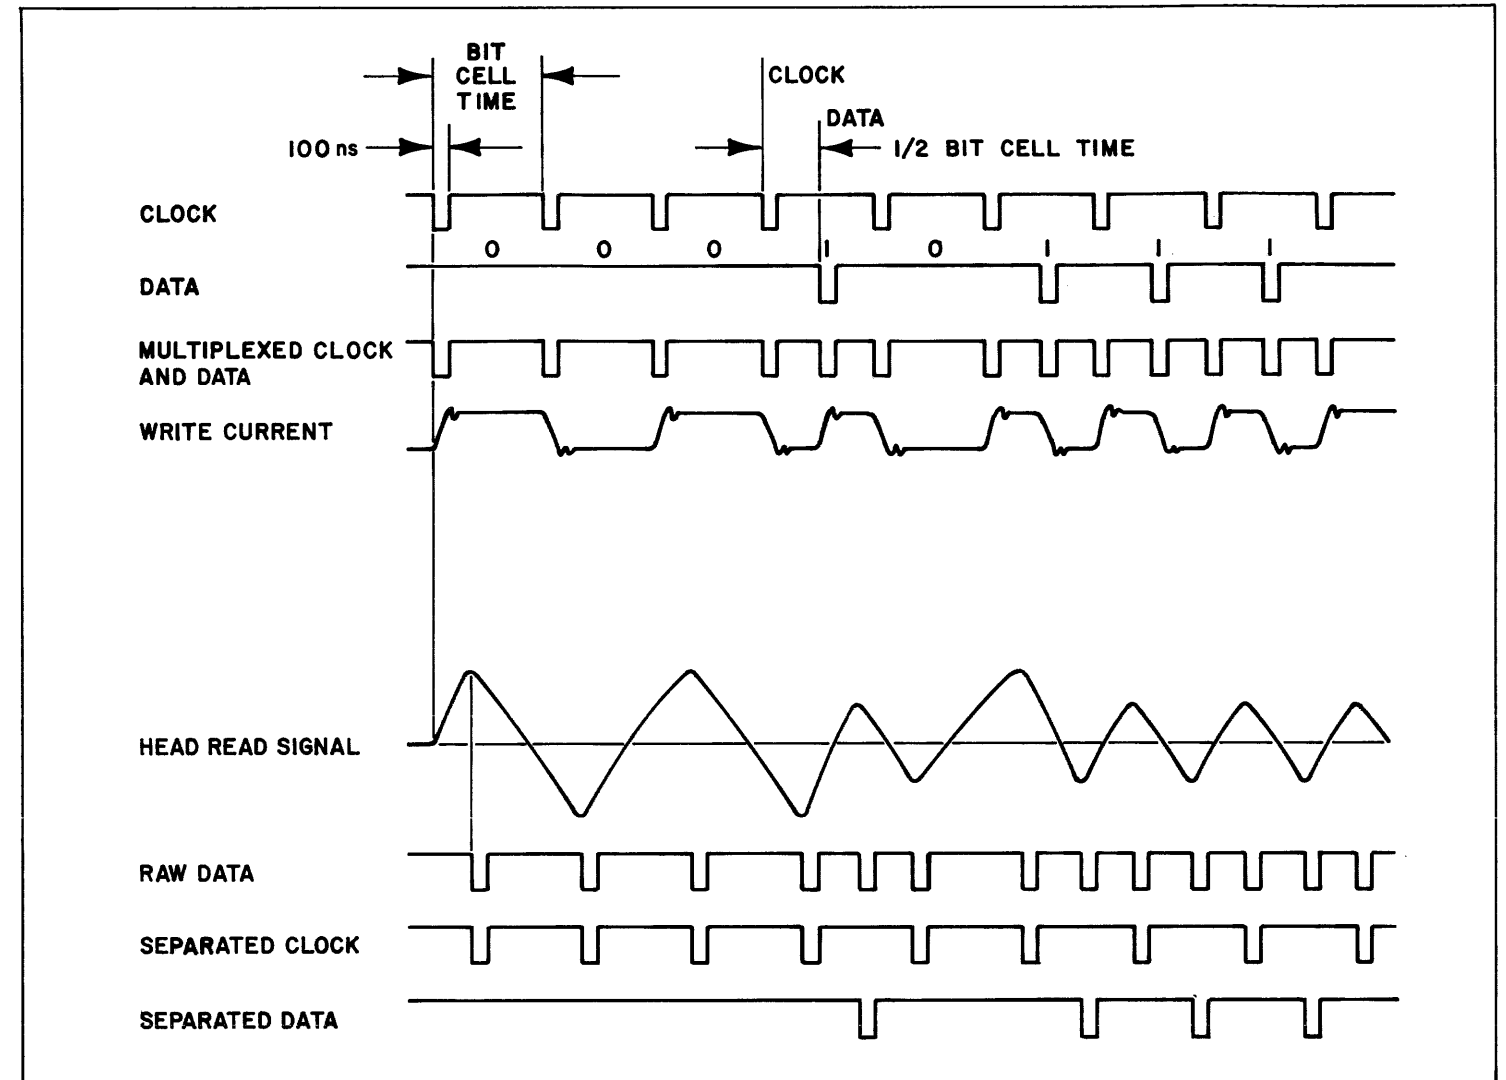 BIT
CELL
TIME
CLOCK
DATA
100 ns
1/2 BIT CELL TIME
CLOCK
0 0 0 1 0 1 1 1
DATA
MULTIPLEXED CLOCK
AND DATA
WRITE CURRENT
HEAD READ SIGNAL
RAW DATA
SEPARATED CLOCK
SEPARATED DATA